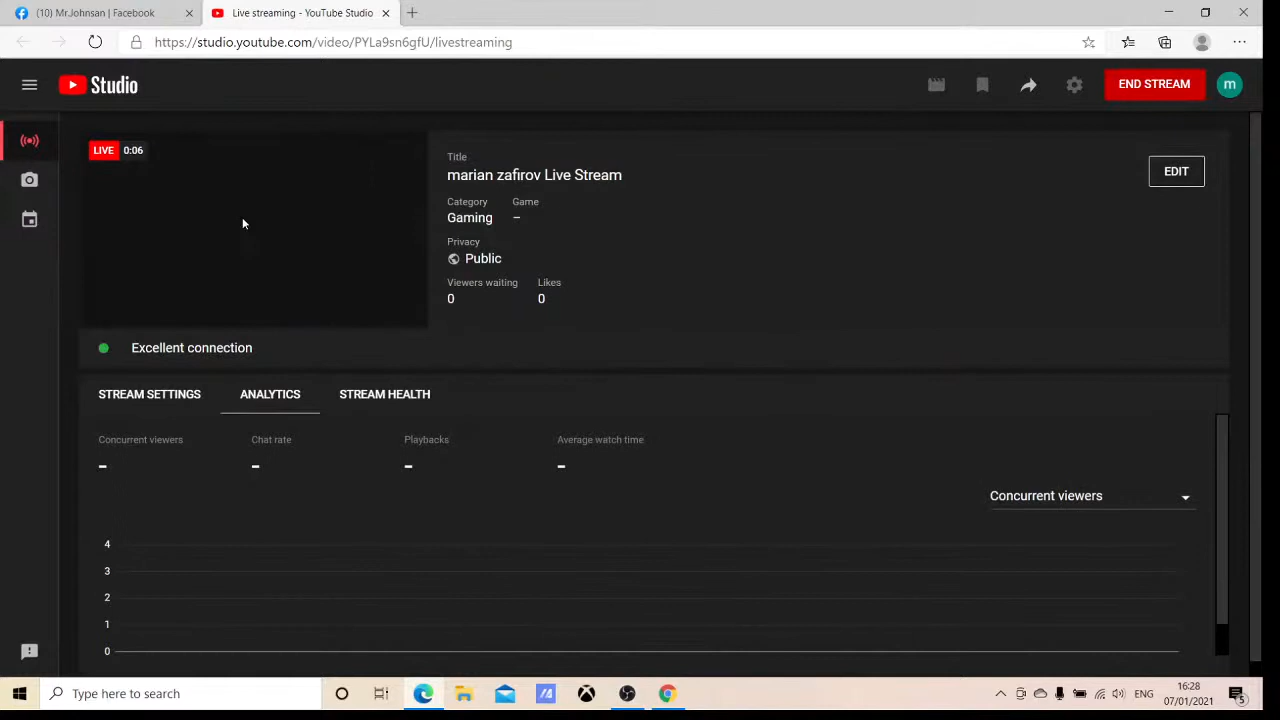 (10) MrJohnsan | Facebook
Live streaming - YouTube Studio
https://studio.youtube.com/video/PYLa9sn6gfU/livestreaming
Studio
END STREAM
m
LIVE 0:06
Title
marian zafirov Live Stream
EDIT
Category Game
Gaming –
Privacy
Public
Viewers waiting Likes
0 0
Excellent connection
STREAM SETTINGS ANALYTICS STREAM HEALTH
Concurrent viewers Chat rate Playbacks Average watch time
– – – –
Concurrent viewers
4
3
2
1
0
Type here to search
ENG
16:28
07/01/2021
5